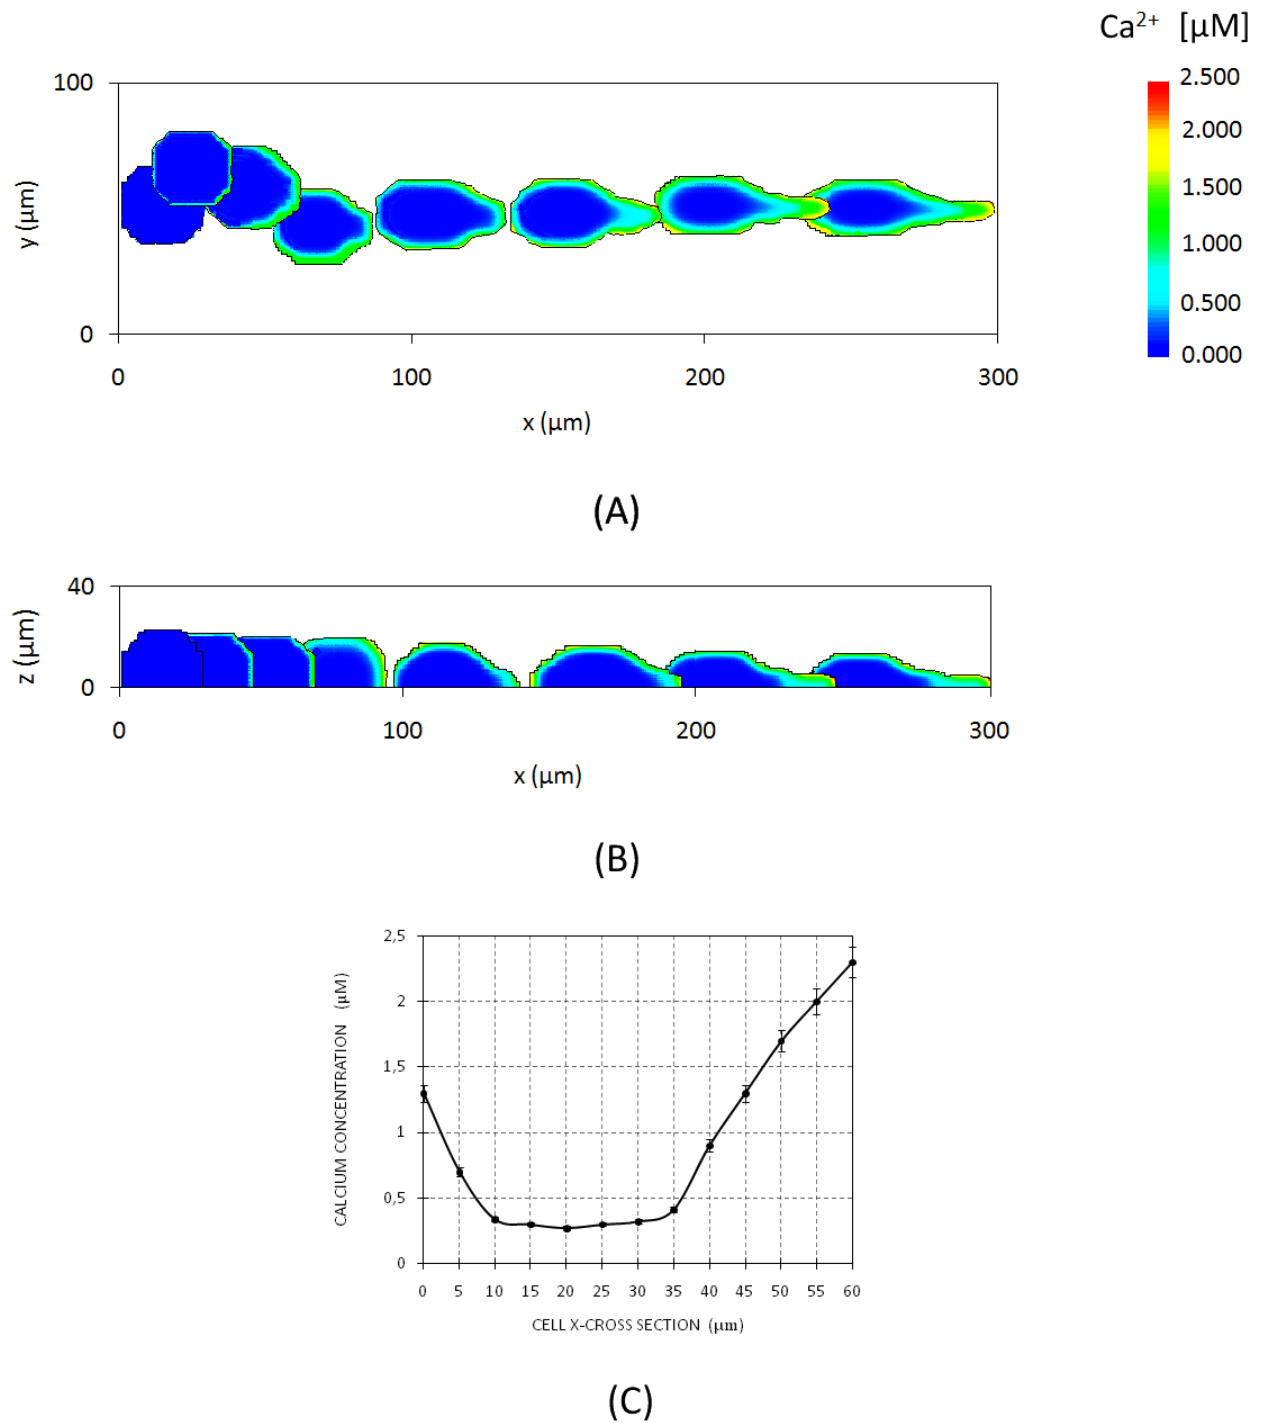 Ca²⁺ [µM]
100
y (µm)
0
0 100 200 300
x (µm)
2.500
2.000
1.500
1.000
0.500
0.000
(A)
40
z (µm)
0
0 100 200 300
x (µm)
(B)
2,5
2
1,5
1
0,5
0
CALCIUM CONCENTRATION (µM)
0 5 10 15 20 25 30 35 40 45 50 55 60
CELL X-CROSS SECTION (µm)
(C)